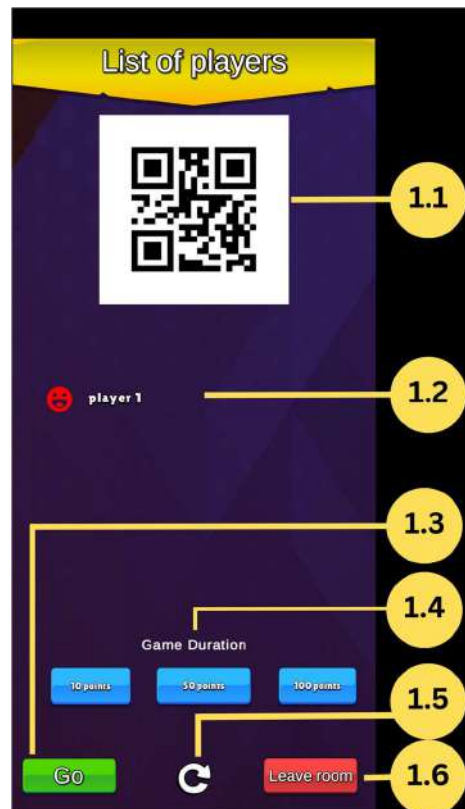 List of players
1.1
player 1
1.2
1.3
1.4
Game Duration
10 points
50 points
100 points
1.5
Go
Leave room
1.6